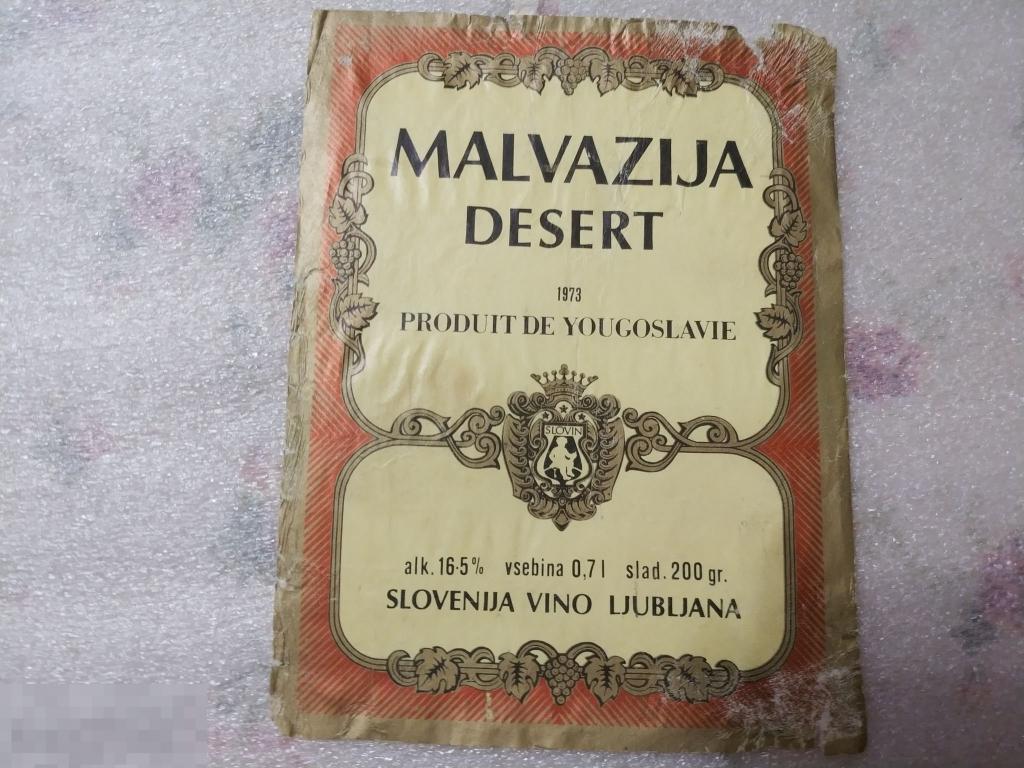 MALVAZIJA
DESERT
1973
PRODUIT DE YOUGOSLAVIE
SLOVIN
alk. 16·5% vsebina 0,7 l slad. 200 gr.
SLOVENIJA VINO LJUBLJANA